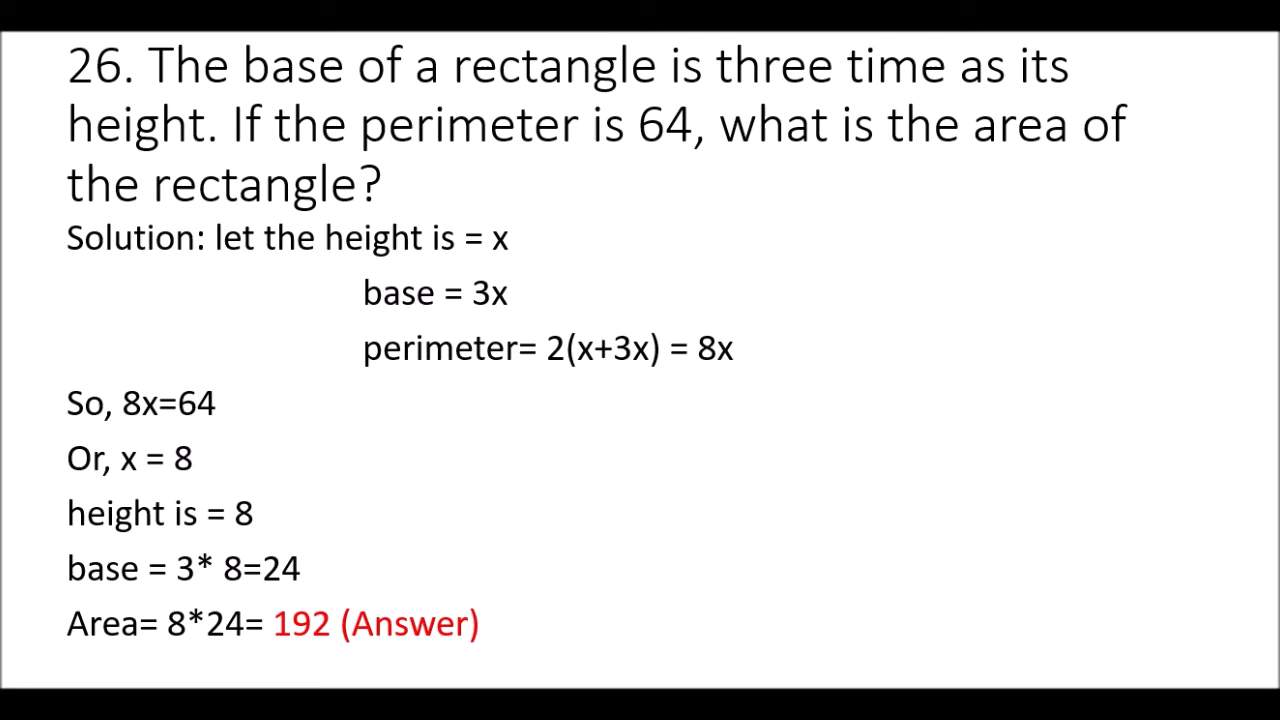 26. The base of a rectangle is three time as its
height. If the perimeter is 64, what is the area of
the rectangle?
Solution: let the height is = x
base = 3x
perimeter= 2(x+3x) = 8x
So, 8x=64
Or, x = 8
height is = 8
base = 3* 8=24
Area= 8*24= 192 (Answer)